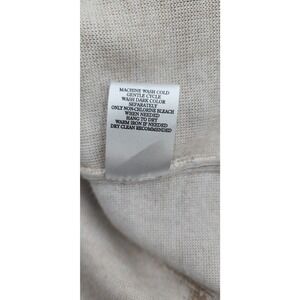 MACHINE WASH COLD
GENTLE CYCLE
WASH DARK COLOR
SEPARATELY
ONLY NON-CHLORINE BLEACH
WHEN NEEDED
HANG TO DRY
WARM IRON IF NEEDED
DRY CLEAN RECOMMENDED